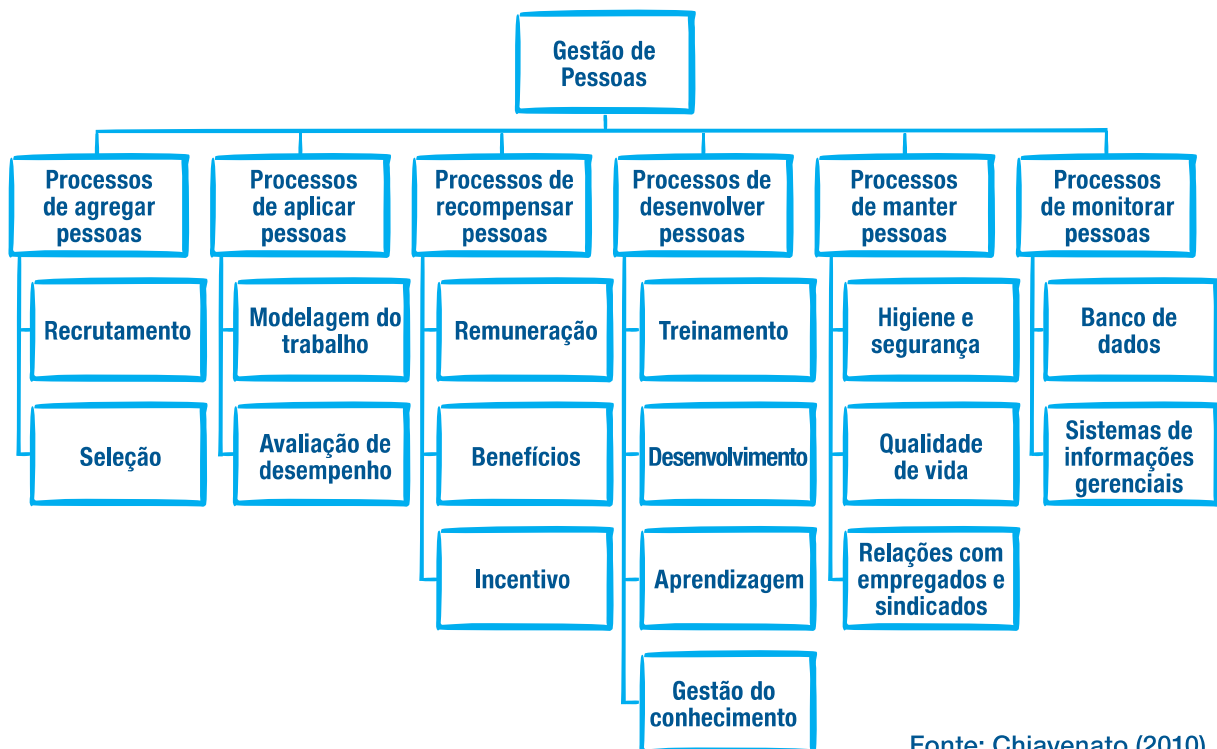 Gestão de
Pessoas
Processos
de agregar
pessoas
Processos
de aplicar
pessoas
Processos de
recompensar
pessoas
Processos de
desenvolver
pessoas
Processos
de manter
pessoas
Processos
de monitorar
pessoas
Recrutamento
Modelagem do
trabalho
Remuneração
Treinamento
Higiene e
segurança
Banco de
dados
Seleção
Avaliação de
desempenho
Benefícios
Desenvolvimento
Qualidade
de vida
Sistemas de
informações
gerenciais
Incentivo
Aprendizagem
Relações com
empregados e
sindicados
Gestão do
conhecimento
Fonte: Chiavenato (2010)